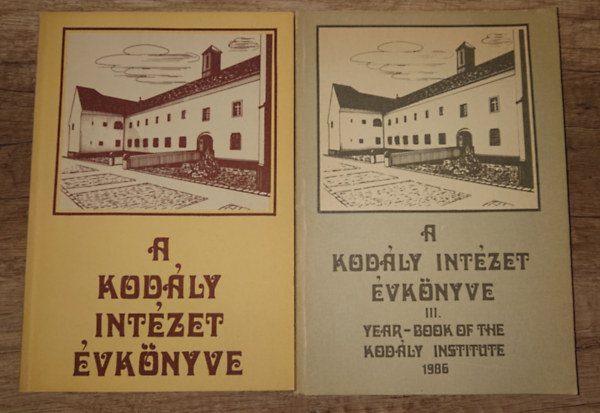 A
KODÁLY
INTÉZET
ÉVKÖNYVE
A
KODÁLY INTÉZET
ÉVKÖNYVE
III.
YEAR-BOOK OF THE
KODÁLY INSTITUTE
1986